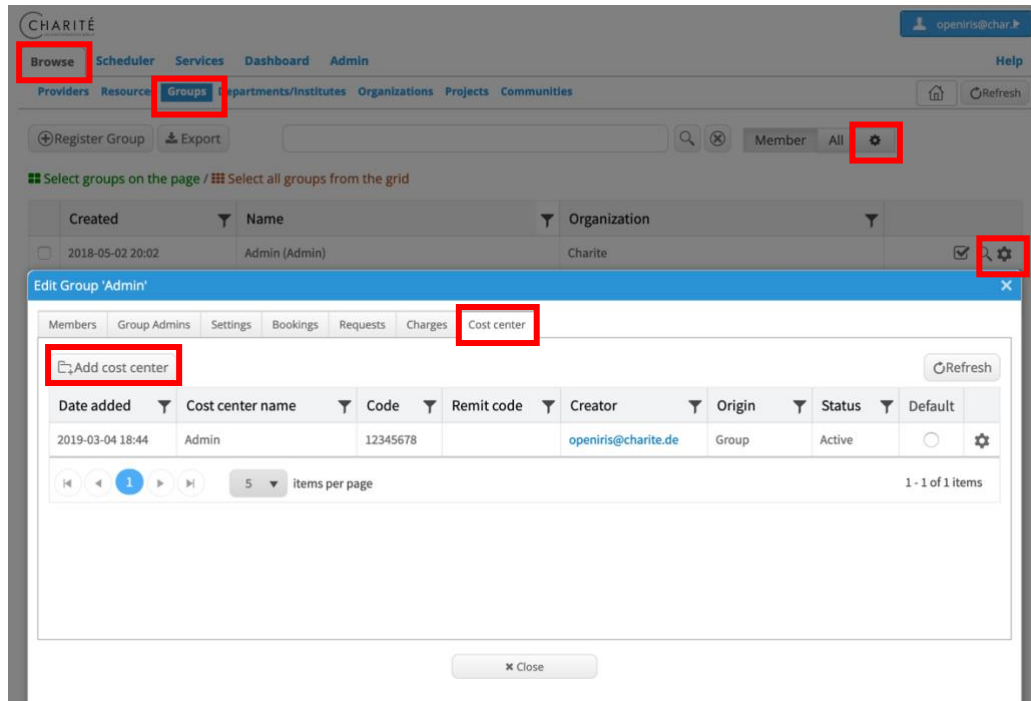 CHARITÉ
openiris@char.
Browse Scheduler Services Dashboard Admin Help
Providers Resource Groups Departments/Institutes Organizations Projects Communities Refresh
Register Group Export Member All
Select groups on the page / Select all groups from the grid
Created Name Organization
2018-05-02 20:02 Admin (Admin) Charite
Edit Group 'Admin'
Members Group Admins Settings Bookings Requests Charges Cost center
Add cost center Refresh
Date added Cost center name Code Remit code Creator Origin Status Default
2019-03-04 18:44 Admin 12345678 openiris@charite.de Group Active
1 5 items per page 1 - 1 of 1 items
Close